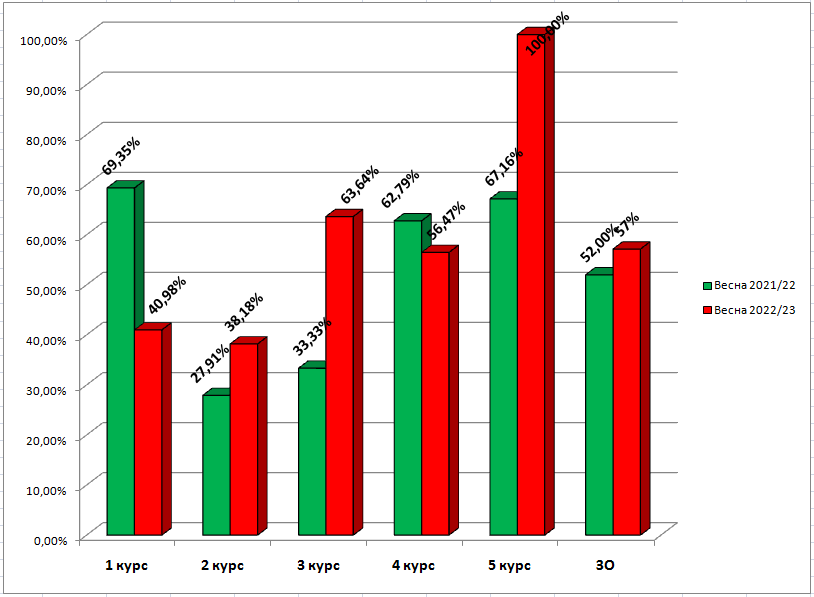 100,00%
90,00%
80,00%
70,00%
60,00%
50,00%
40,00%
30,00%
20,00%
10,00%
0,00%
69,35%
40,98%
27,91%
38,18%
33,33%
63,64%
62,79%
56,47%
67,16%
100,00%
52,00%
57%
1 курс
2 курс
3 курс
4 курс
5 курс
ЗО
Весна 2021/22
Весна 2022/23